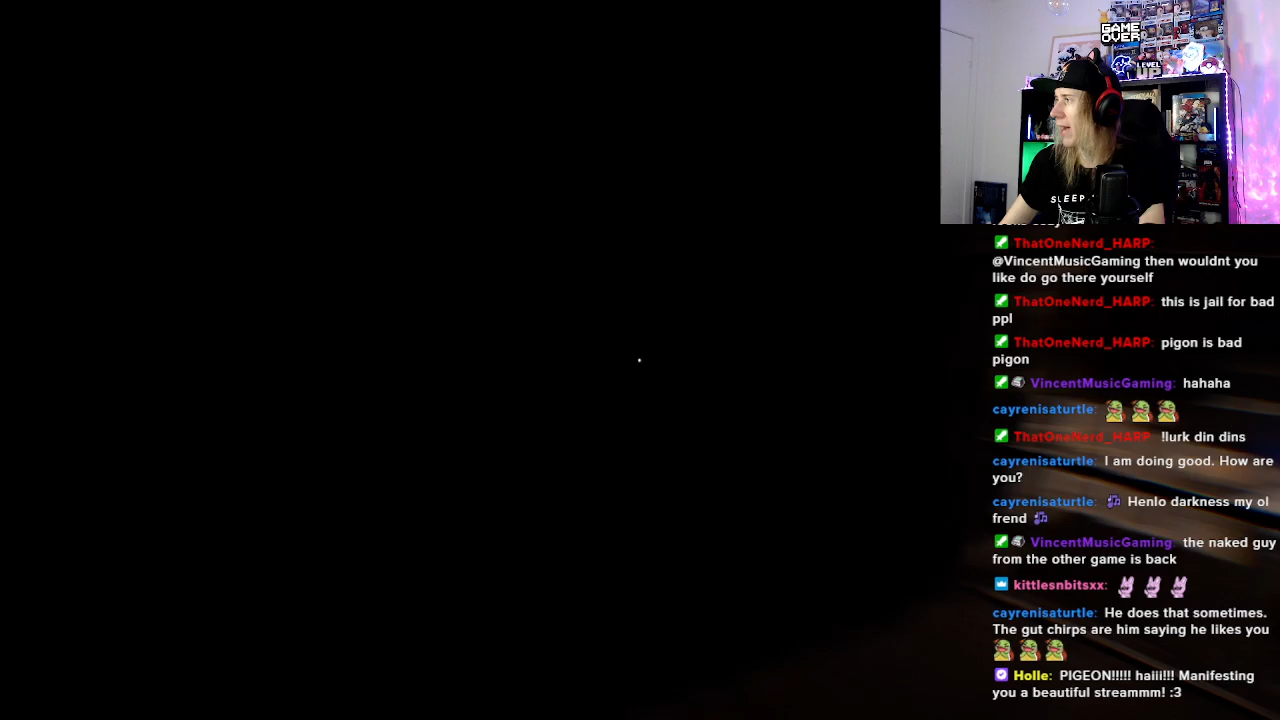 GAME
OVER
LEVEL
UP
SLEEP
ThatOneNerd_HARP:
@VincentMusicGaming then wouldnt you
like do go there yourself
ThatOneNerd_HARP: this is jail for bad
ppl
ThatOneNerd_HARP: pigon is bad
pigon
VincentMusicGaming: hahaha
cayrenisaturtle:
ThatOneNerd_HARP !lurk din dins
cayrenisaturtle: I am doing good. How are
you?
cayrenisaturtle: Henlo darkness my ol
frend
VincentMusicGaming: the naked guy
from the other game is back
kittlesnbitsxx:
cayrenisaturtle: He does that sometimes.
The gut chirps are him saying he likes you
Holle: PIGEON!!!!! haiii!!! Manifesting
you a beautiful streammm! :3